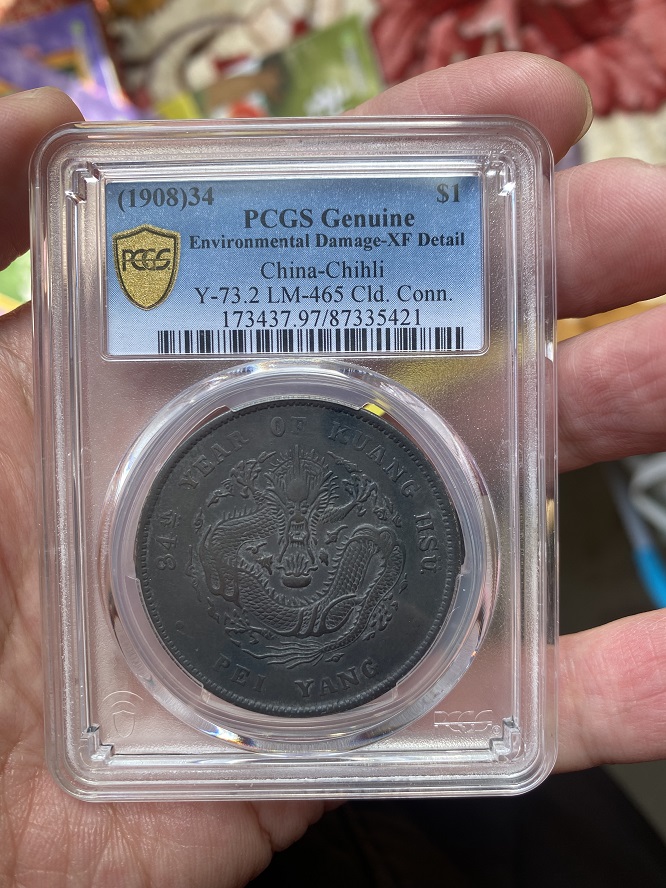 (1908)34 $1
PCGS Genuine
Environmental Damage-XF Detail
China-Chihli
Y-73.2 LM-465 Cld. Conn.
173437.97/87335421
PCGS
34TH YEAR OF KUANG HSU
PEI YANG
PCGS